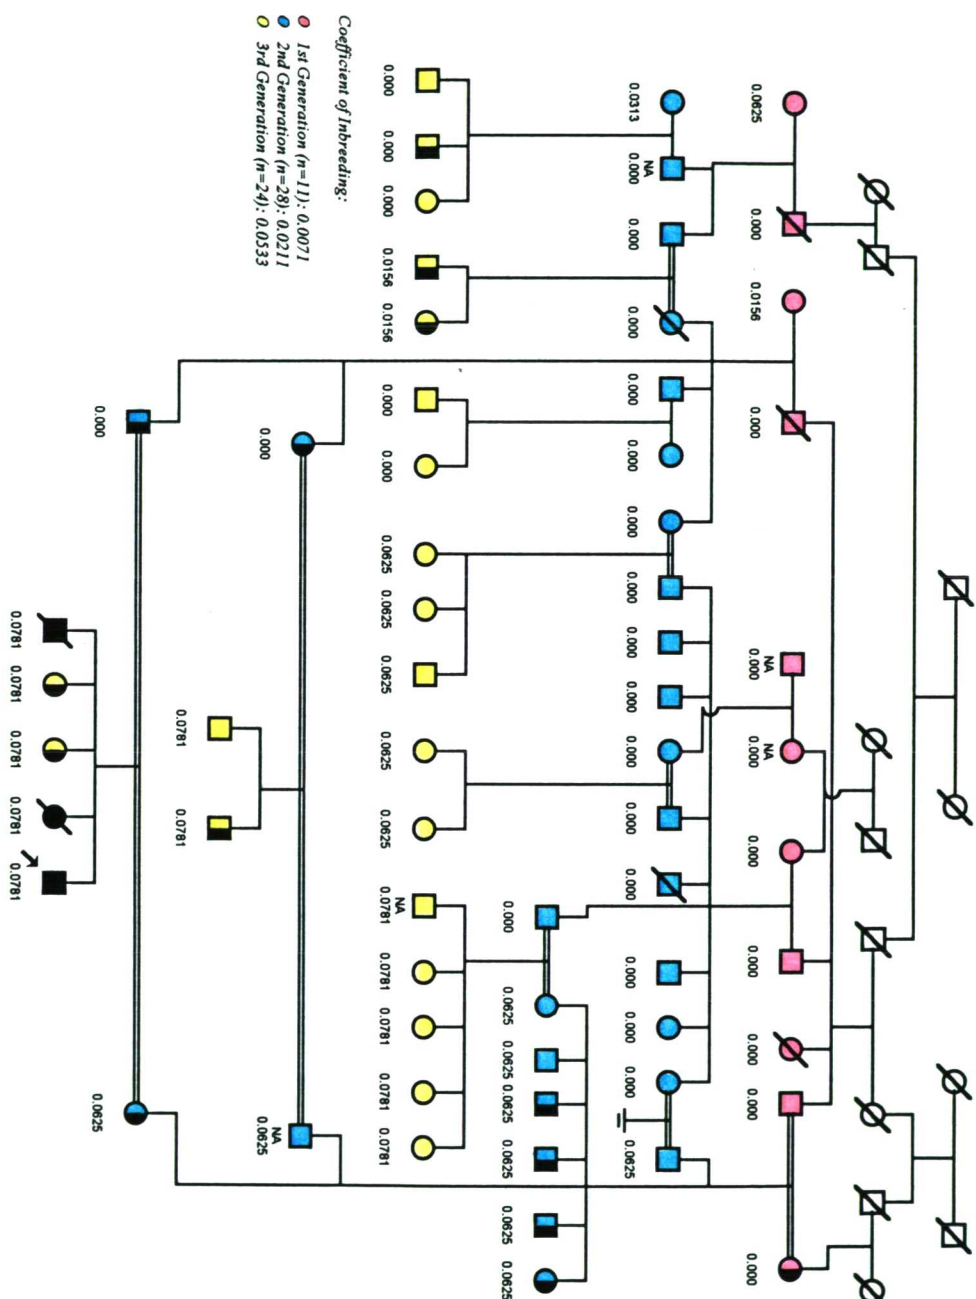 NA NA
0.0625 0.000 0.0156 0.000 0.000 0.000 0.000 0.000 0.000 0.000 0.000
NA
0.0313 0.000 0.000 0.000 0.000 0.000 0.000 0.000 0.000 0.000 0.000 0.000 0.000 0.000 0.000 0.000 0.0625
0.000 0.0625 0.0625 0.0625 0.0625 0.0625 0.0625
NA
0.000 0.000 0.000 0.0156 0.0156 0.000 0.000 0.0625 0.0625 0.0625 0.0625 0.0625 0.0781 0.0781 0.0781 0.0781 0.0781
Coefficient of Inbreeding:
1st Generation (n=11): 0.0071
2nd Generation (n=28): 0.0211
3rd Generation (n=24): 0.0533
NA
0.000 0.0625
0.0781 0.0781
0.000 0.0625
0.0781 0.0781 0.0781 0.0781 0.0781